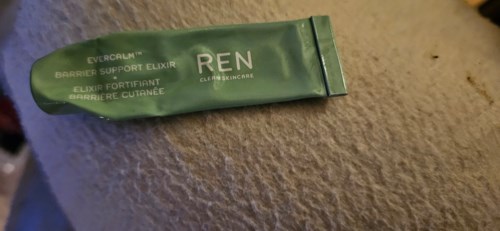 EVERCALM™
BARRIER SUPPORT ELIXIR
•
ELIXIR FORTIFIANT
BARRIÈRE CUTANÉE
REN
CLEAN SKINCARE